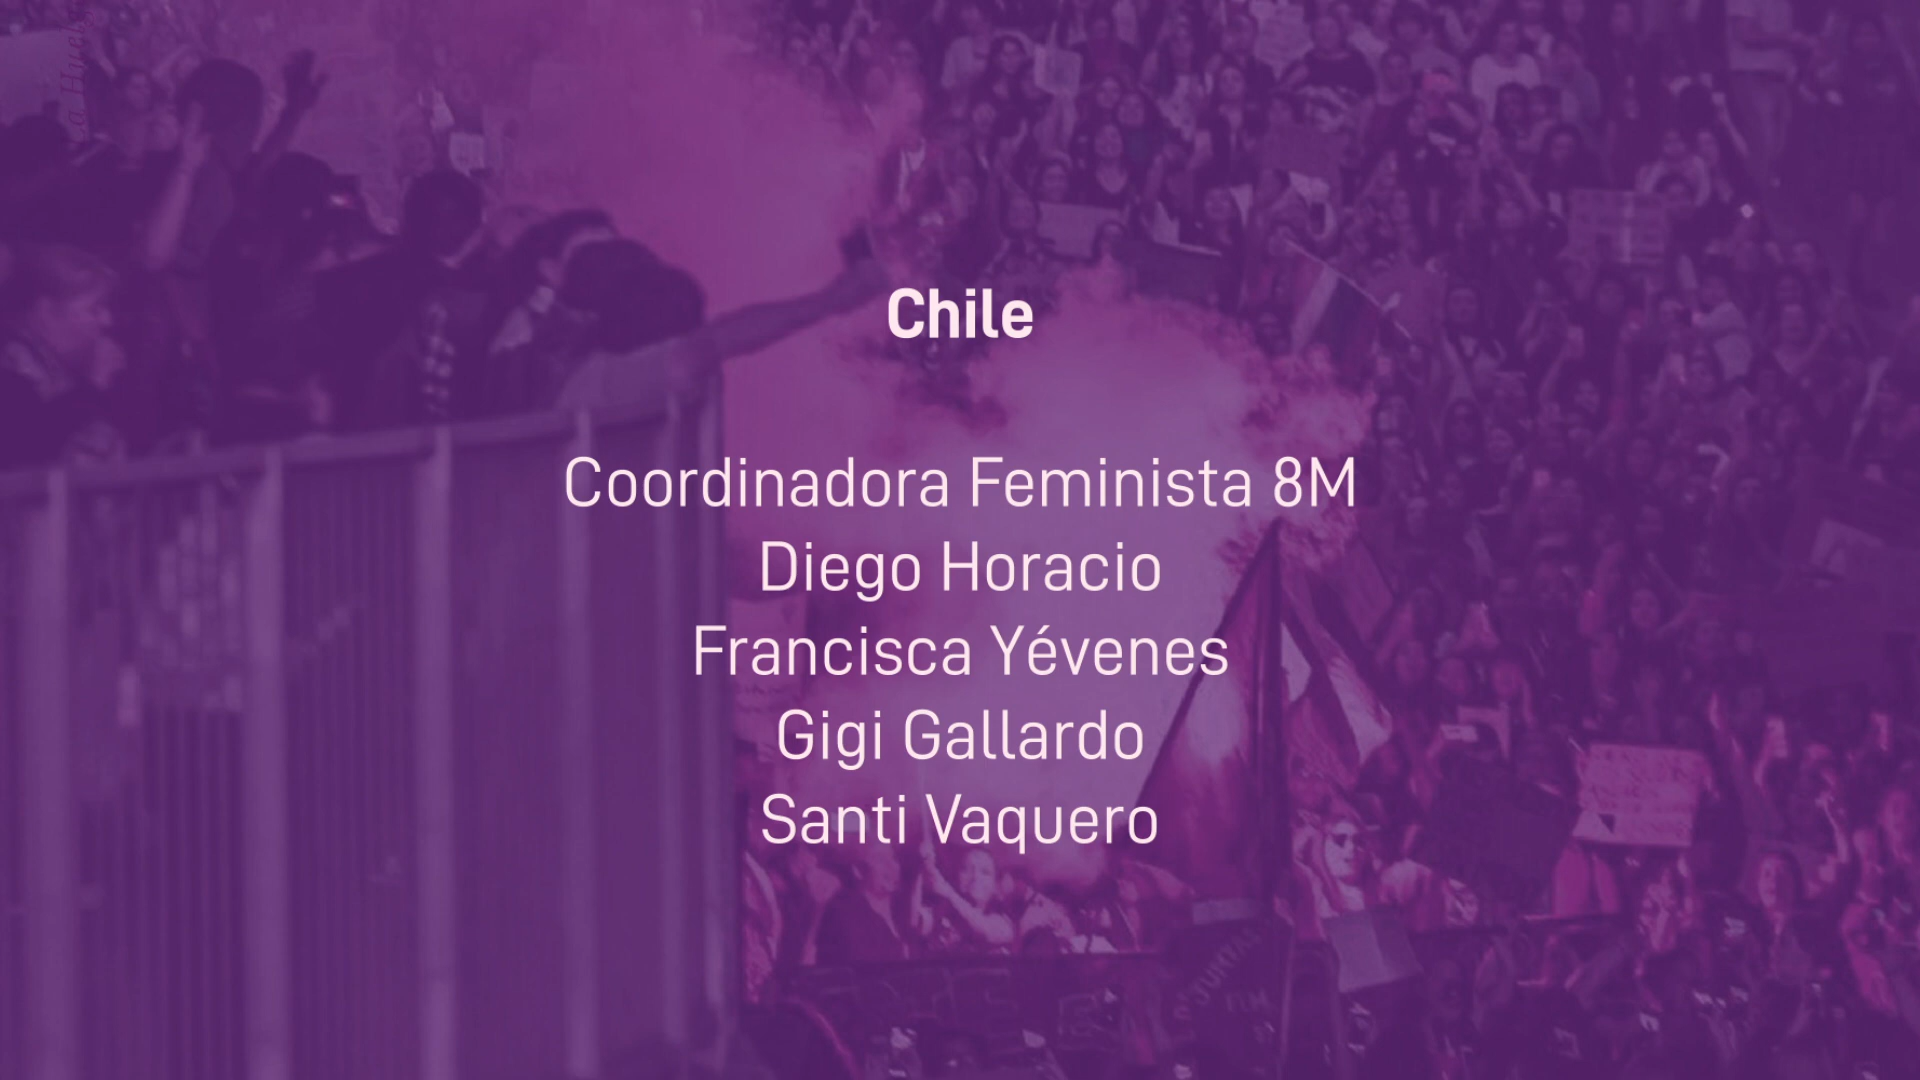 Chile
Coordinadora Feminista 8M
Diego Horacio
Francisca Yévenes
Gigi Gallardo
Santi Vaquero